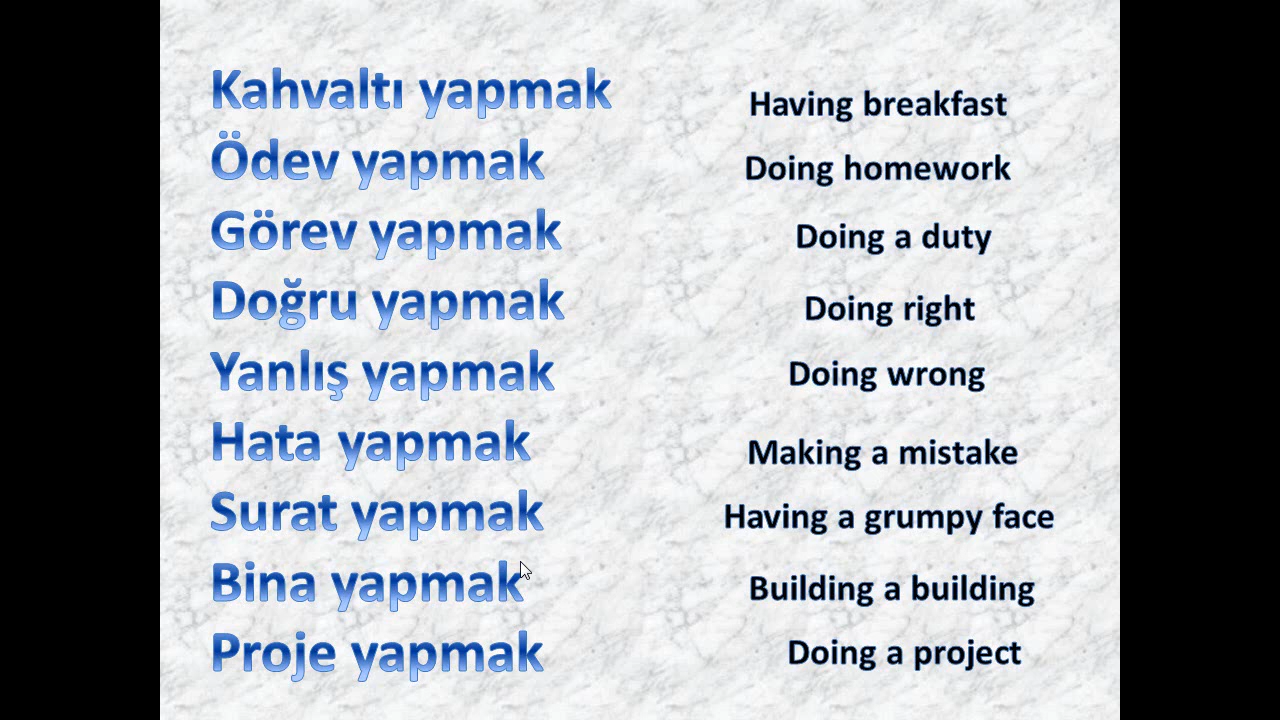 Kahvaltı yapmak
Having breakfast
Ödev yapmak
Doing homework
Görev yapmak
Doing a duty
Doğru yapmak
Doing right
Yanlış yapmak
Doing wrong
Hata yapmak
Making a mistake
Surat yapmak
Having a grumpy face
Bina yapmak
Building a building
Proje yapmak
Doing a project